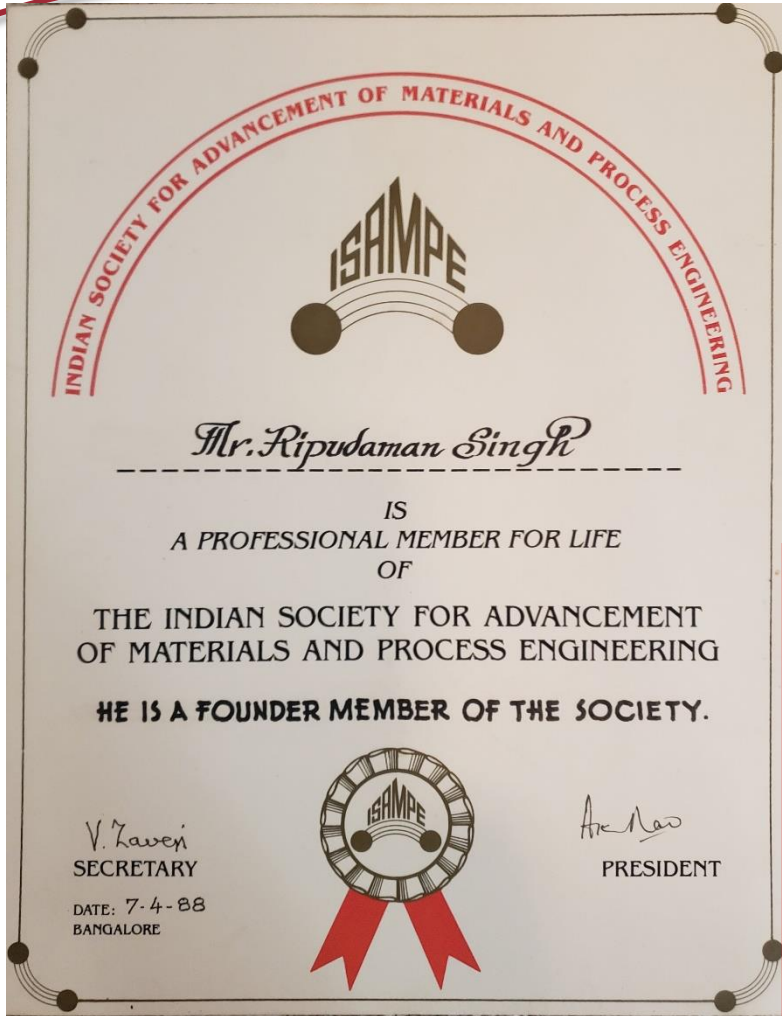 INDIAN SOCIETY FOR ADVANCEMENT OF MATERIALS AND PROCESS ENGINEERING
ISAMPE
Mr. Ripudaman Singh
IS
A PROFESSIONAL MEMBER FOR LIFE
OF
THE INDIAN SOCIETY FOR ADVANCEMENT
OF MATERIALS AND PROCESS ENGINEERING
HE IS A FOUNDER MEMBER OF THE SOCIETY.
ISAMPE
V. Zaveri
SECRETARY
PRESIDENT
DATE: 7-4-88
BANGALORE